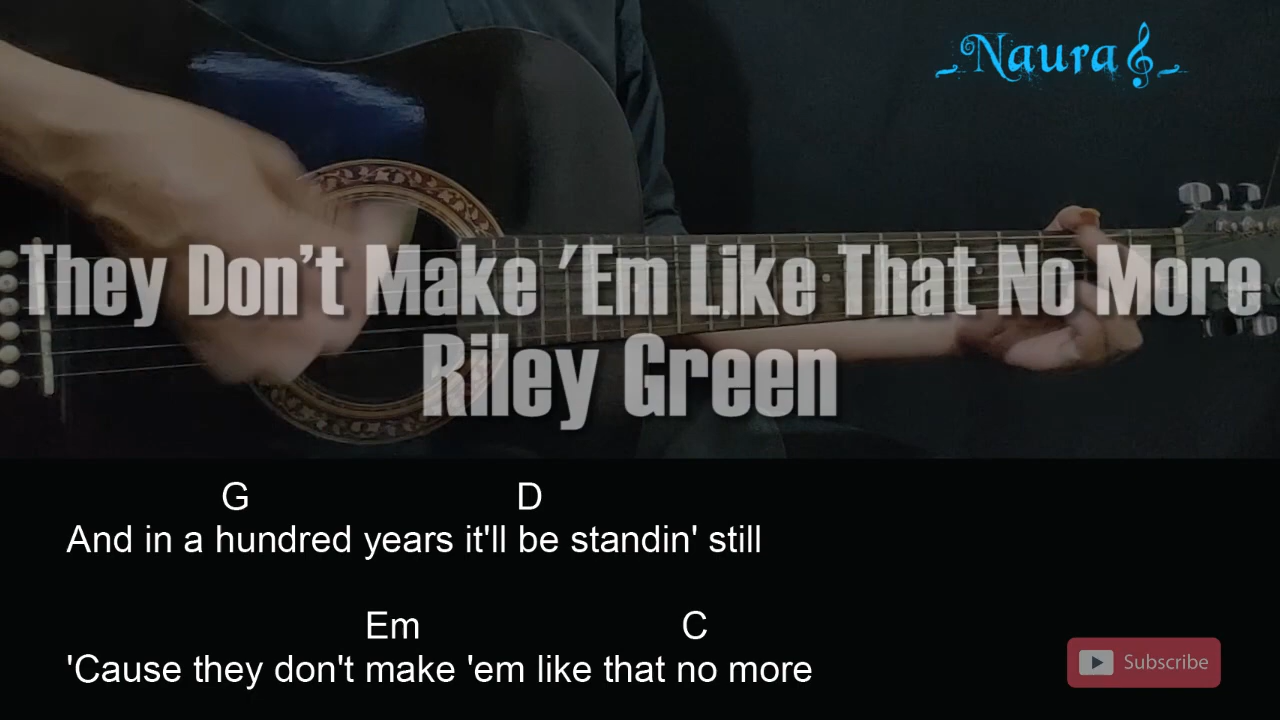 Naura
They Don't Make 'Em Like That No More
Riley Green
G D
And in a hundred years it'll be standin' still
Em C
'Cause they don't make 'em like that no more
Subscribe